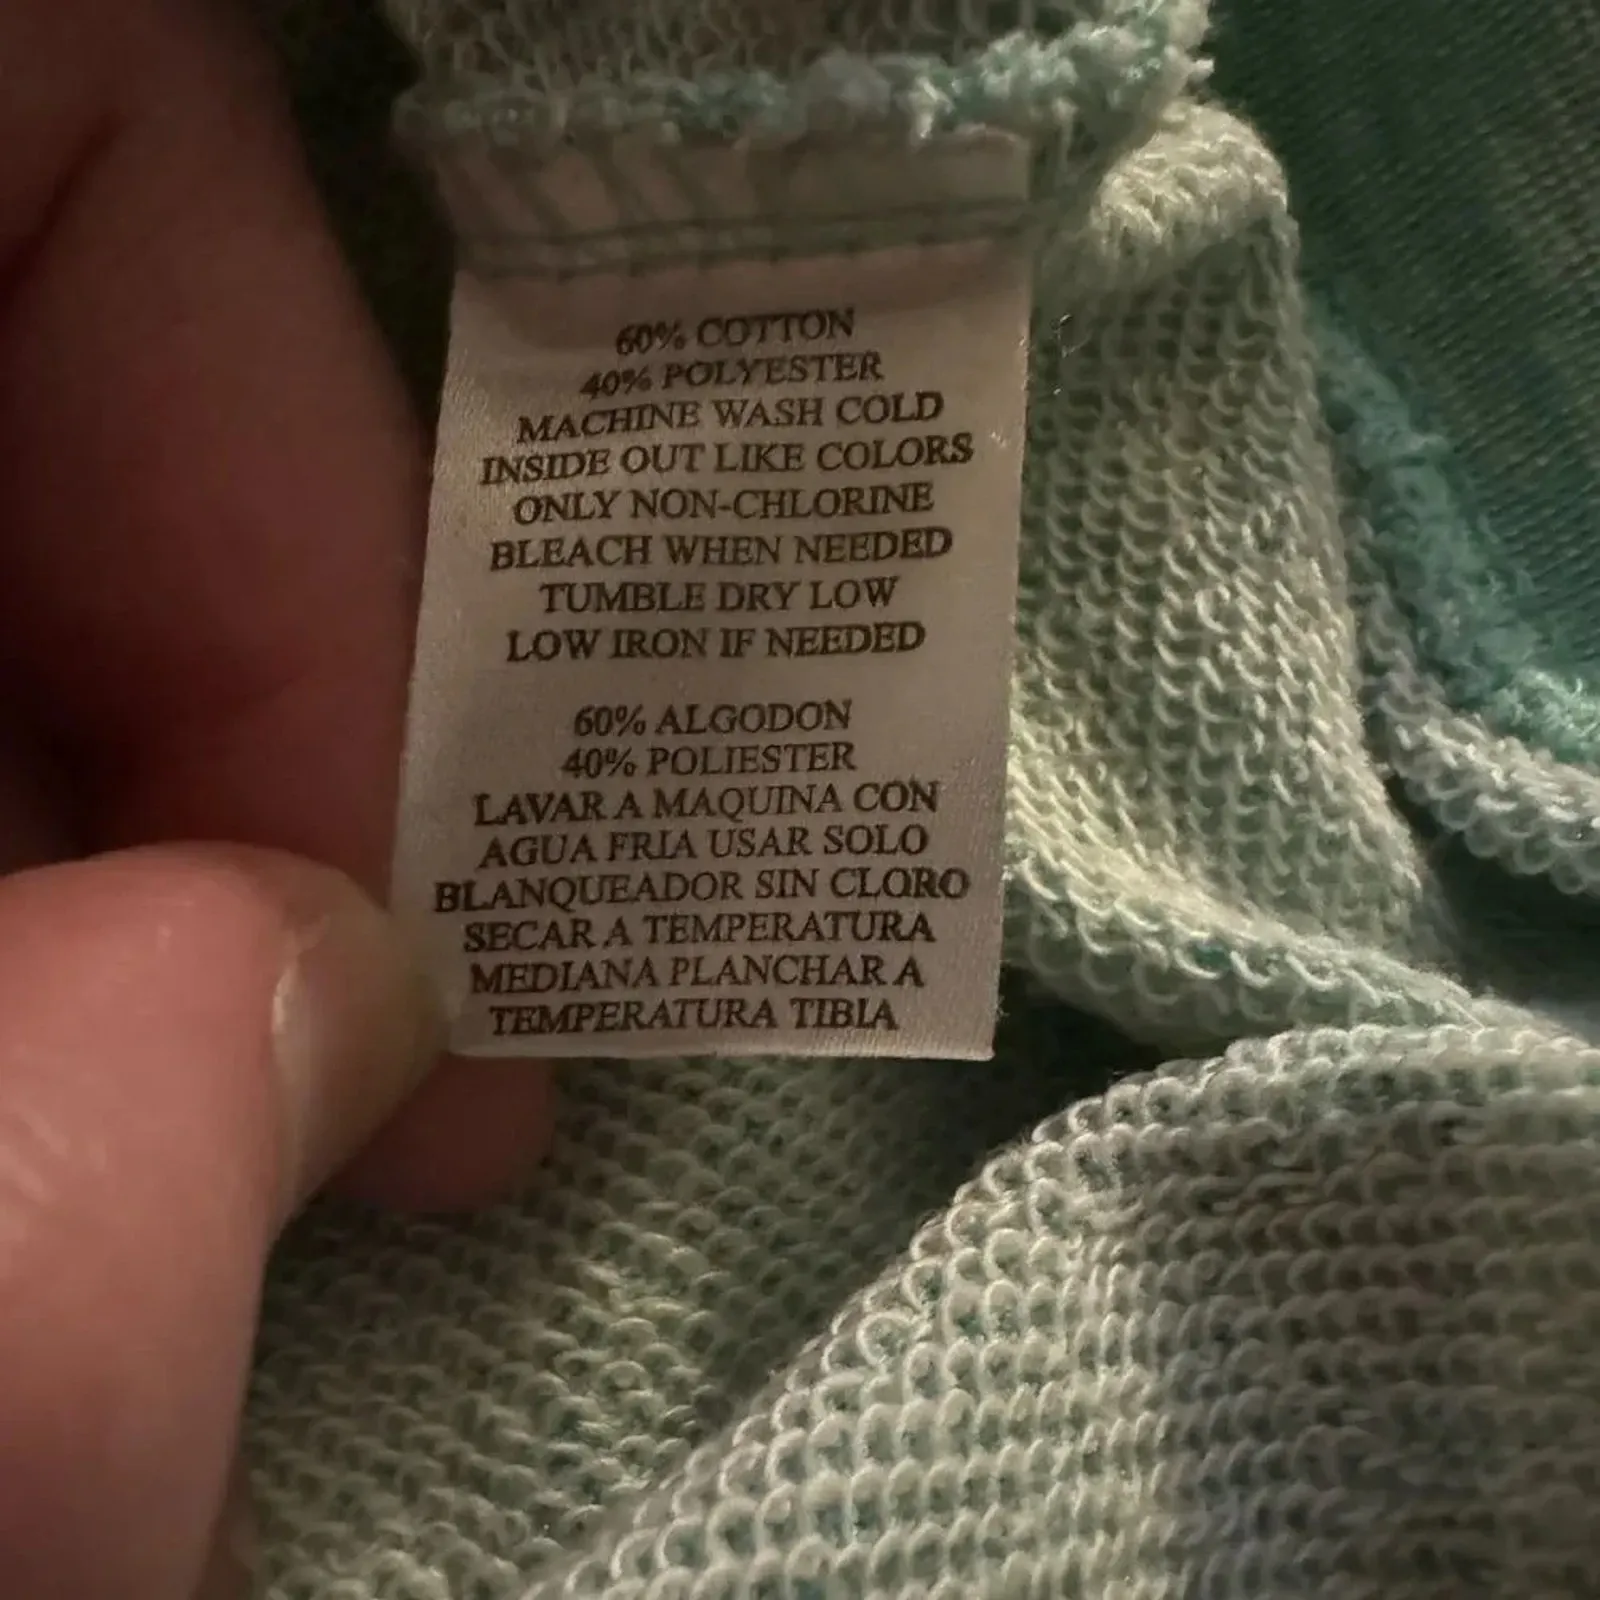 60% COTTON
40% POLYESTER
MACHINE WASH COLD
INSIDE OUT LIKE COLORS
ONLY NON-CHLORINE
BLEACH WHEN NEEDED
TUMBLE DRY LOW
LOW IRON IF NEEDED
60% ALGODON
40% POLIESTER
LAVAR A MAQUINA CON
AGUA FRIA USAR SOLO
BLANQUEADOR SIN CLORO
SECAR A TEMPERATURA
MEDIANA PLANCHAR A
TEMPERATURA TIBIA